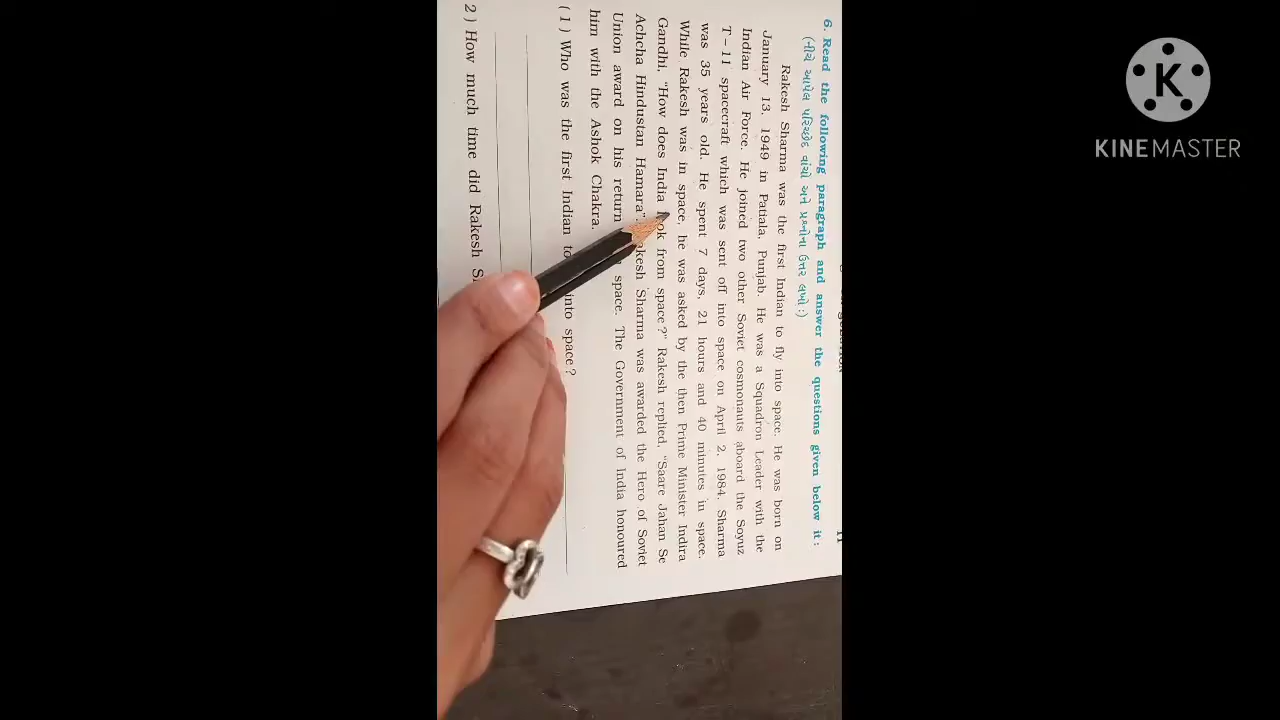 6. Read the following paragraph and answer the questions given below it :
(નીચે આપેલ પરિચ્છેદ વાંચો અને પ્રશ્નોના ઉત્તર લખો :)
Rakesh Sharma was the first Indian to fly into space. He was born on
January 13, 1949 in Patiala, Punjab. He was a Squadron Leader with the
Indian Air Force. He joined two other Soviet cosmonauts aboard the Soyuz
T-11 spacecraft which was sent off into space on April 2, 1984. Sharma
was 35 years old. He spent 7 days, 21 hours and 40 minutes in space.
While Rakesh was in space, he was asked by the then Prime Minister Indira
Gandhi, "How does India look from space?" Rakesh replied, "Saare Jahan Se
Achcha Hindustan Hamara". Sharma was awarded the Hero of Soviet
Union award on his return space. The Government of India honoured
him with the Ashok Chakra.
(1) Who was the first Indian to into space?
2) How much time did Rakesh
KINEMASTER